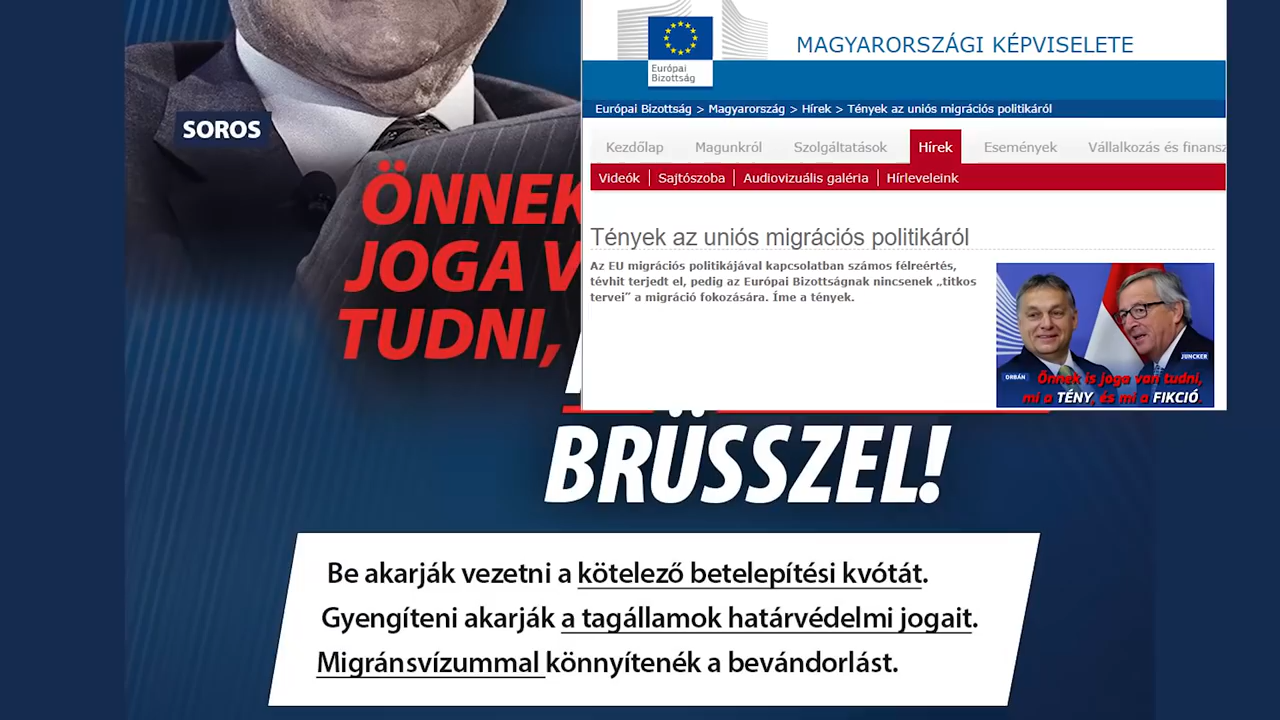 SOROS
ÖNNEK
JOGA V
TUDNI,
BRÜSSZEL!
Be akarják vezetni a kötelező betelepítési kvótát.
Gyengíteni akarják a tagállamok határvédelmi jogait.
Migránsvízummal könnyítenék a bevándorlást.
Európai
Bizottság
MAGYARORSZÁGI KÉPVISELETE
Európai Bizottság > Magyarország > Hírek > Tények az uniós migrációs politikáról
Kezdőlap Magunkról Szolgáltatások Hírek Események Vállalkozás és finansz
Videók Sajtószoba Audiovizuális galéria Hírleveleink
Tények az uniós migrációs politikáról
Az EU migrációs politikájával kapcsolatban számos félreértés,
tévhit terjedt el, pedig az Európai Bizottságnak nincsenek „titkos
tervei” a migráció fokozására. Íme a tények.
JUNCKER
ORBÁN
Önnek is joga van tudni,
mi a TÉNY, és mi a FIKCIÓ.